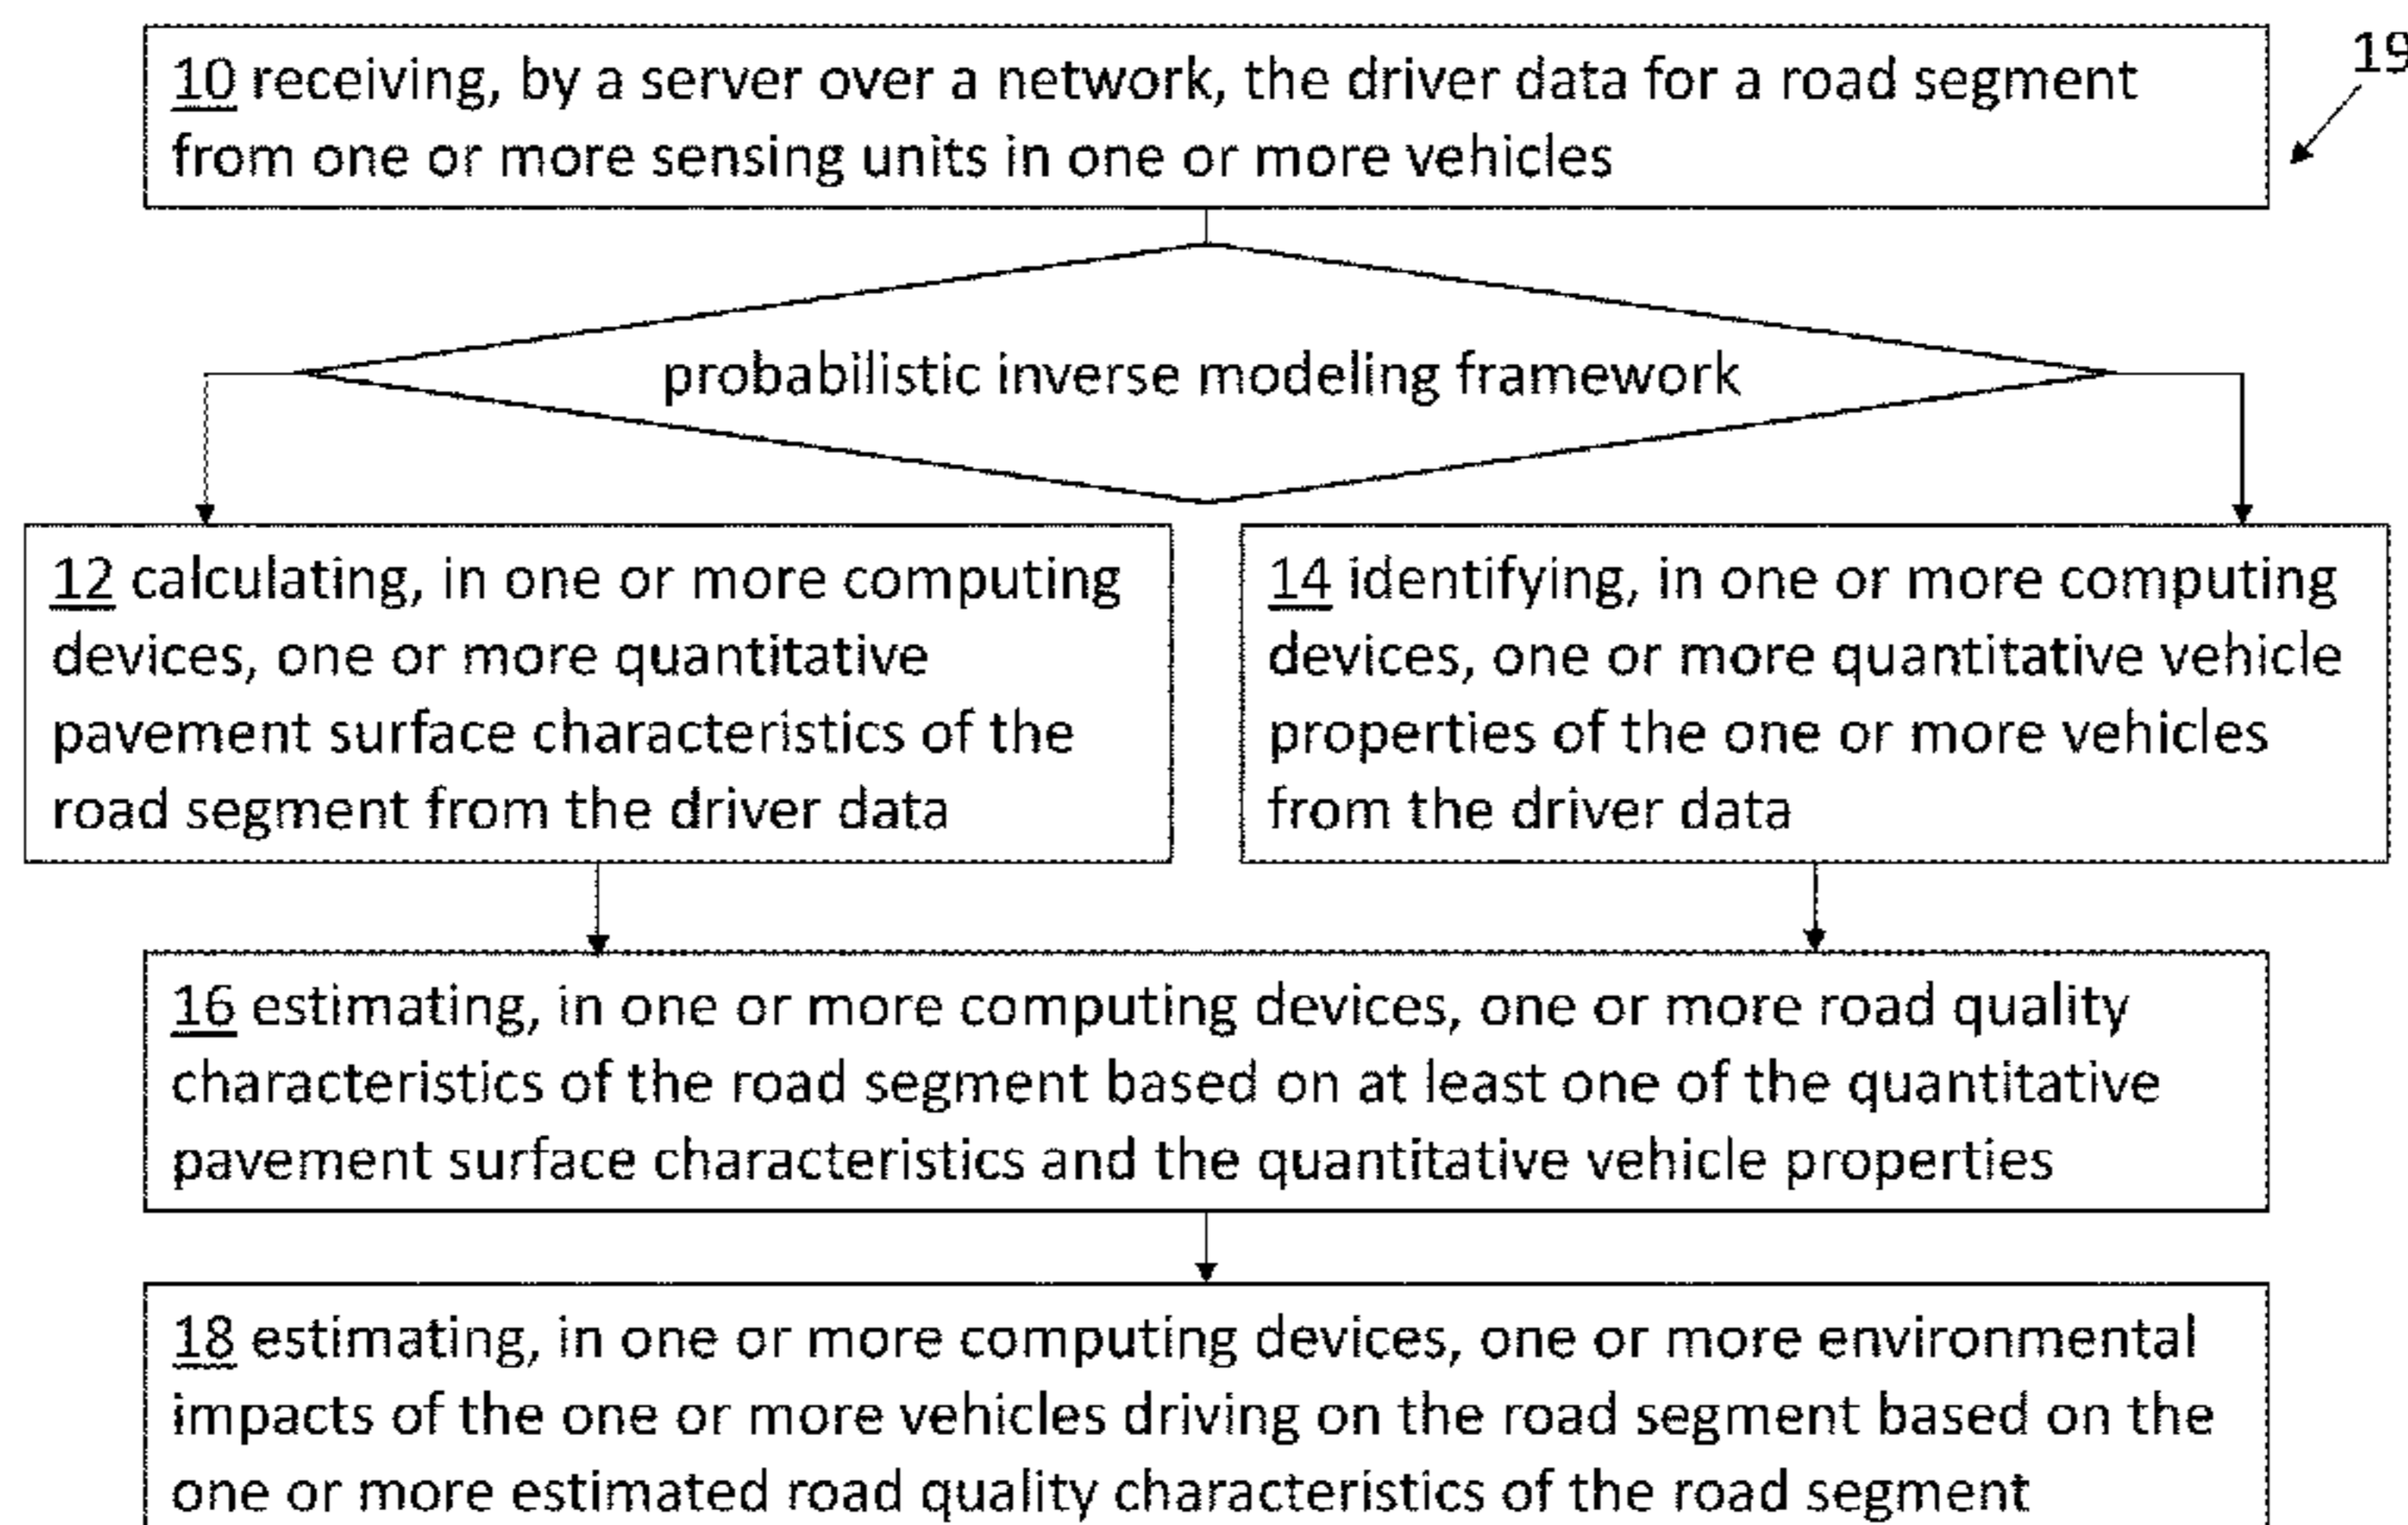 10 receiving, by a server over a network, the driver data for a road segment
from one or more sensing units in one or more vehicles
19
probabilistic inverse modeling framework
12 calculating, in one or more computing
devices, one or more quantitative
pavement surface characteristics of the
road segment from the driver data
14 identifying, in one or more computing
devices, one or more quantitative vehicle
properties of the one or more vehicles
from the driver data
16 estimating, in one or more computing devices, one or more road quality
characteristics of the road segment based on at least one of the quantitative
pavement surface characteristics and the quantitative vehicle properties
18 estimating, in one or more computing devices, one or more environmental
impacts of the one or more vehicles driving on the road segment based on the
one or more estimated road quality characteristics of the road segment